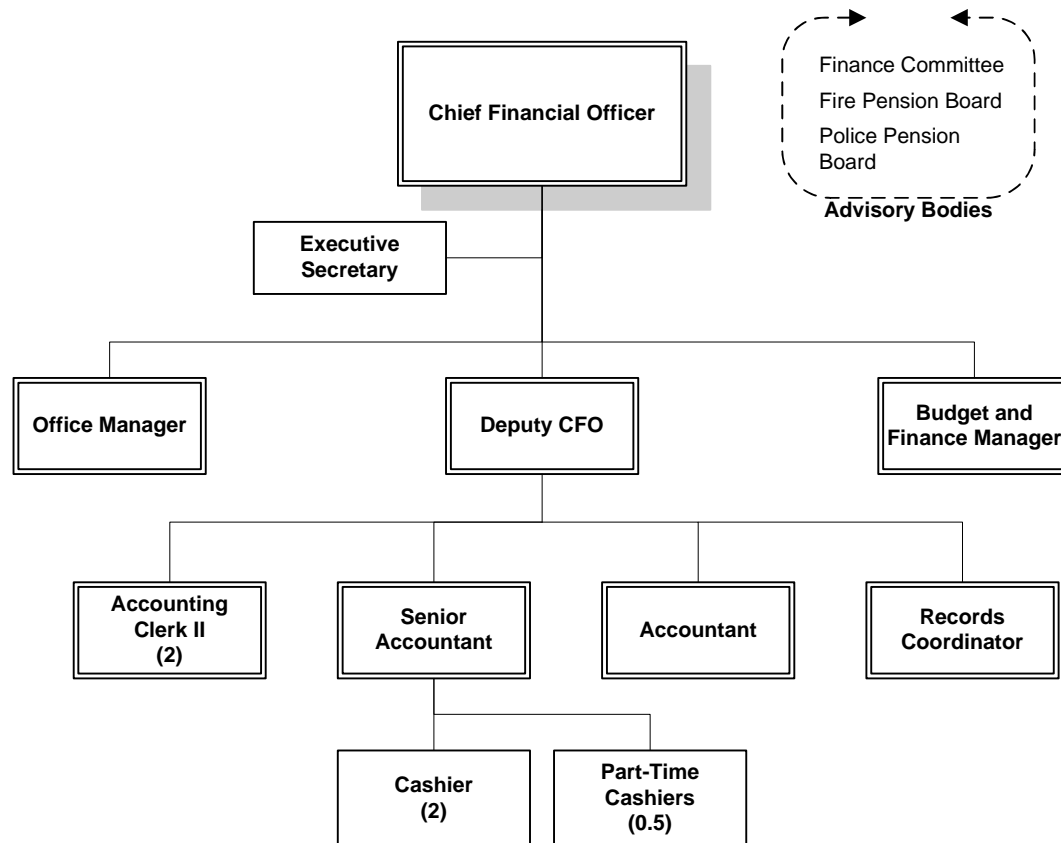 Chief Financial Officer
Finance Committee
Fire Pension Board
Police Pension
Board
Advisory Bodies
Executive
Secretary
Office Manager
Deputy CFO
Budget and
Finance Manager
Accounting
Clerk II
(2)
Senior
Accountant
Accountant
Records
Coordinator
Cashier
(2)
Part-Time
Cashiers
(0.5)